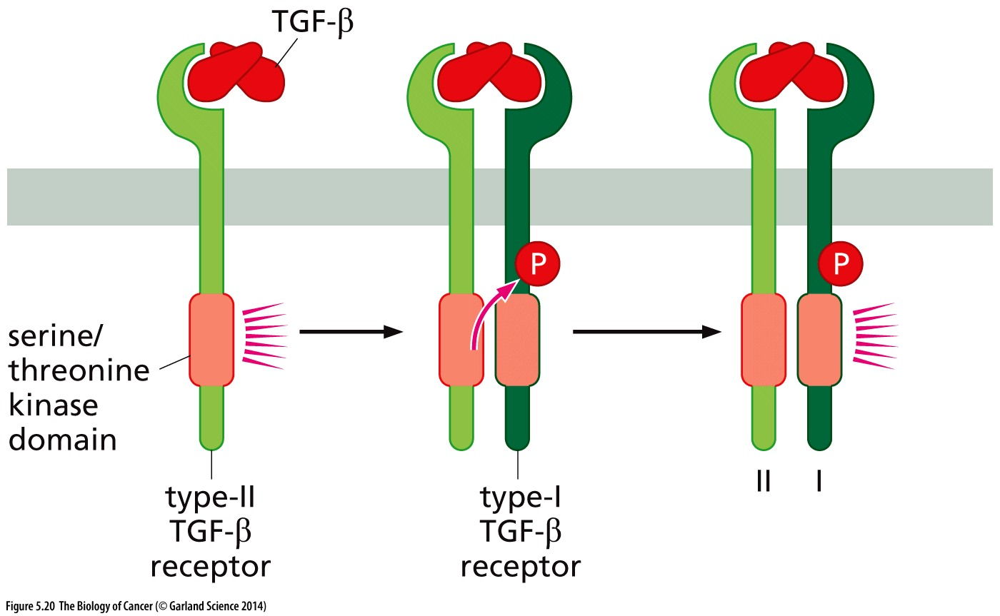 TGF-β
P
P
serine/
threonine
kinase
domain
type-II
TGF-β
receptor
type-I
TGF-β
receptor
II
I
Figure 5.20 The Biology of Cancer (© Garland Science 2014)